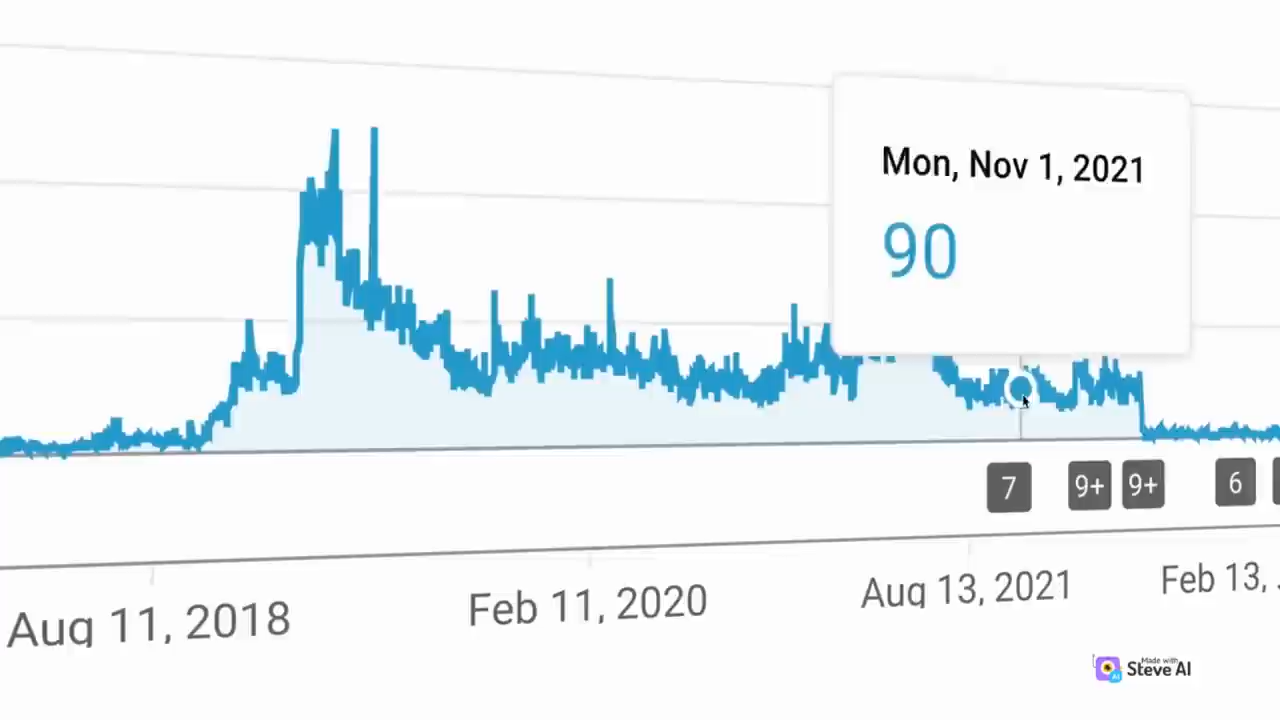 Mon, Nov 1, 2021
90
7
9+
9+
6
Aug 11, 2018
Feb 11, 2020
Aug 13, 2021
Feb 13,
Made with
Steve AI